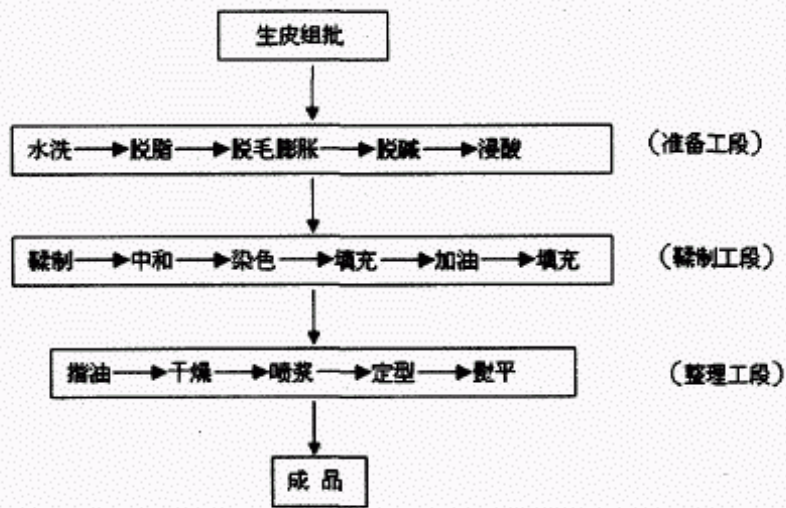 生皮组批
水洗→脱脂→脱毛膨胀→脱碱→浸酸 (准备工段)
鞣制→中和→染色→填充→加油→填充 (鞣制工段)
揩油→干燥→喷浆→定型→熨平 (整理工段)
成品